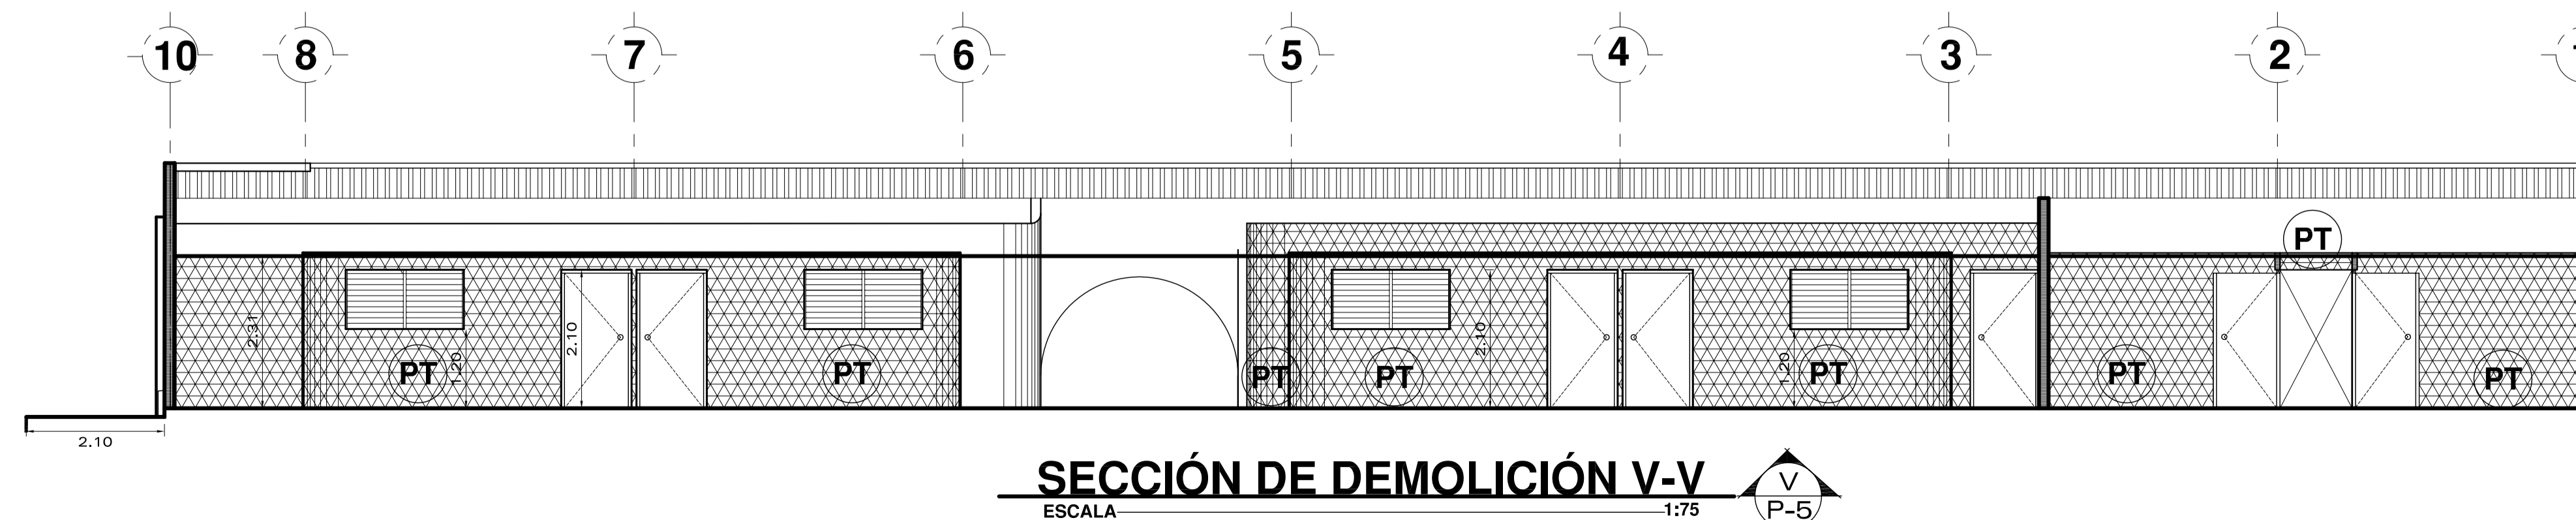 10 8 7 6 5 4 3 2
PT
2.31 2.10 2.10
PT 1.20 PT PT PT 1.20 PT PT PT
2.10
SECCIÓN DE DEMOLICIÓN V-V V
ESCALA 1:75 P-5